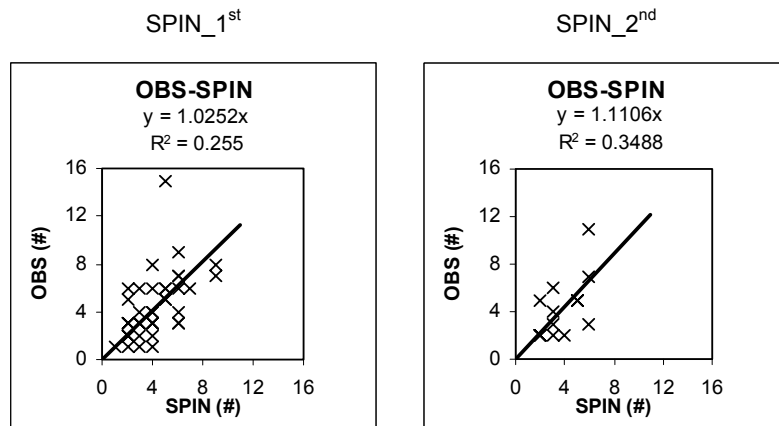 SPIN_1st
SPIN_2nd
OBS-SPIN
y = 1.0252x
R² = 0.255
16
12
8
4
0
OBS (#)
0 4 8 12 16
SPIN (#)
OBS-SPIN
y = 1.1106x
R² = 0.3488
16
12
8
4
0
OBS (#)
0 4 8 12 16
SPIN (#)